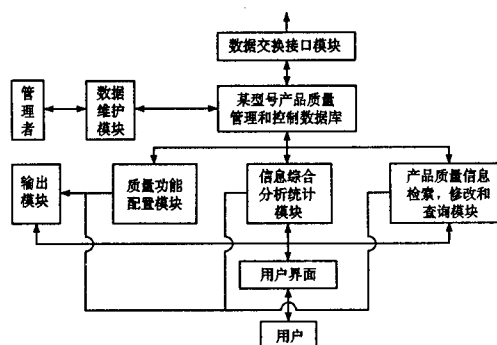 数据交换接口模块
管
理
者
数据
维护
模块
某型号产品质量
管理和控制数据库
输出
模块
质量功能
配置模块
信息综合
分析统计
模块
产品质量信息
检索，修改和
查询模块
用户界面
用户